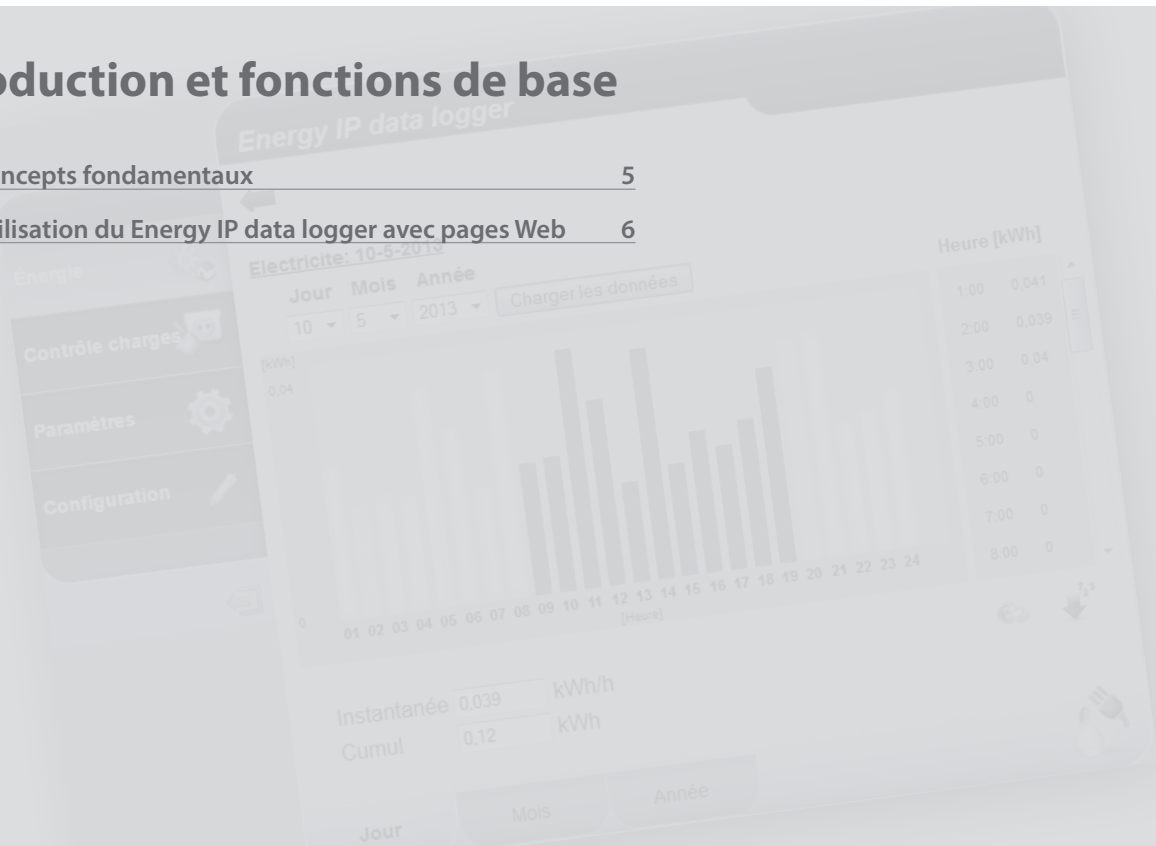 oduction et fonctions de base
ncepts fondamentaux 5
ilisation du Energy IP data logger avec pages Web 6
Energy IP data logger
Energie
Contrôle charges
Paramètres
Configuration
Electricite: 10-5-2013
Jour Mois Année
10 5 2013 Charger les données
[kWh]
0,04
0
01 02 03 04 05 06 07 08 09 10 11 12 13 14 15 16 17 18 19 20 21 22 23 24
[Heure]
Heure [kWh]
1:00 0,041
2:00 0,039
3:00 0,04
4:00 0
5:00 0
6:00 0
7:00 0
8:00 0
Instantanée 0,039 kWh/h
Cumul 0,12 kWh
Jour Mois Année